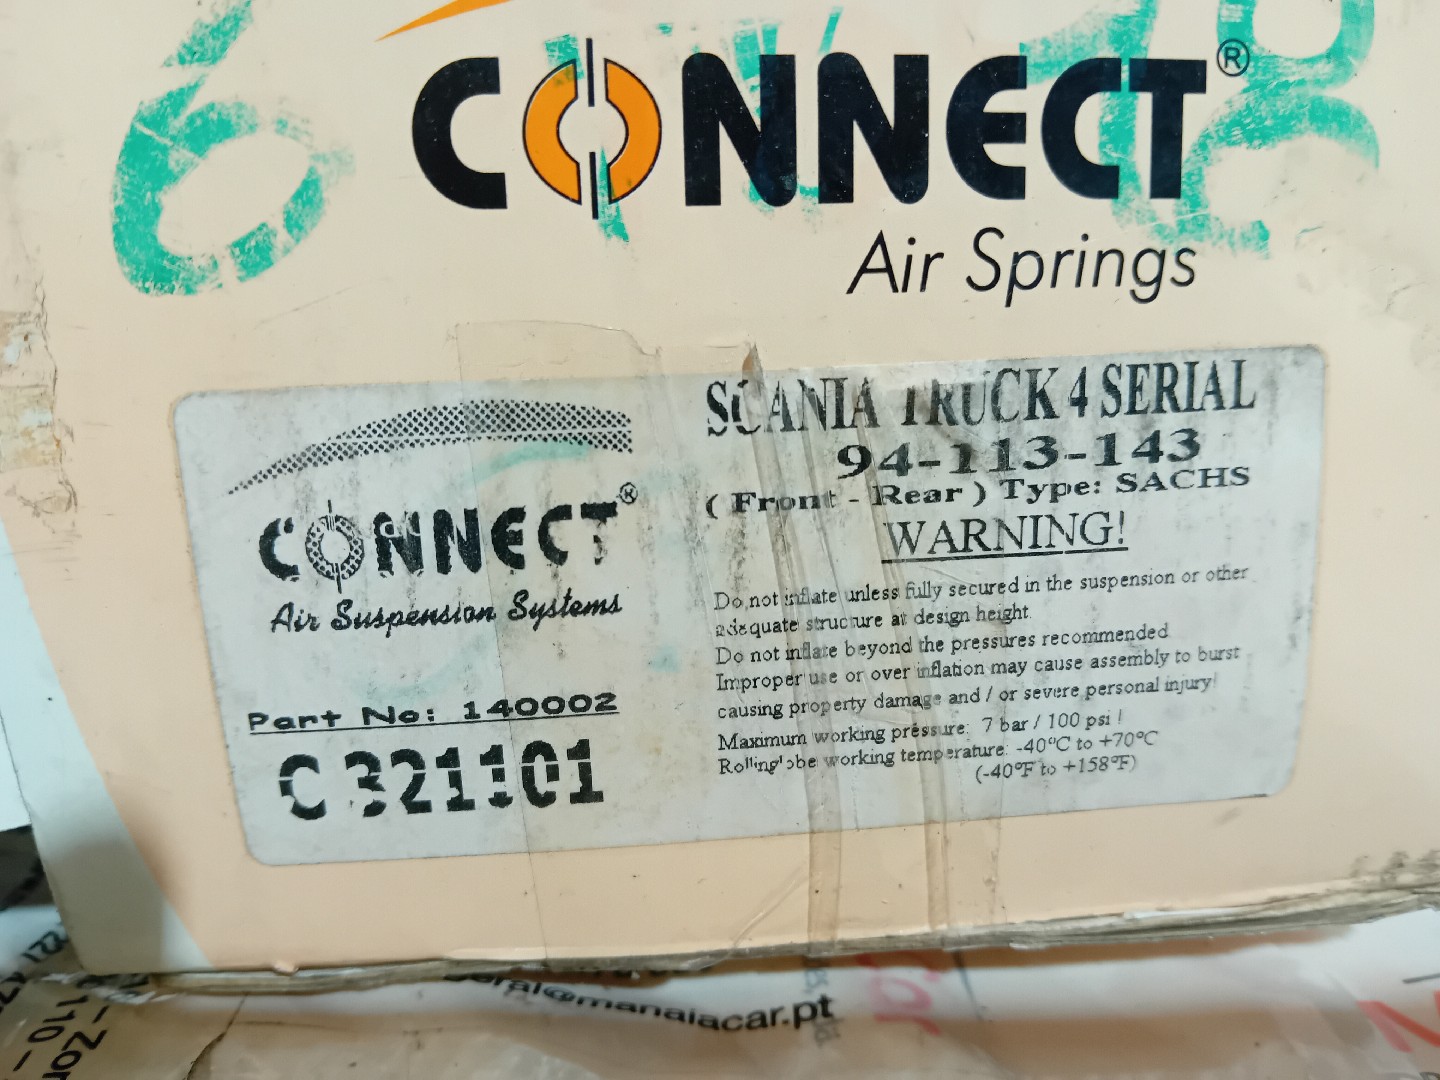 CONNECT®
Air Springs
SCANIA TRUCK 4 SERIAL
94-113-143
( Front - Rear ) Type: SACHS
WARNING!
Do not inflate unless fully secured in the suspension or other
adequate structure at design height
Do not inflate beyond the pressures recommended
Improper use or over inflation may cause assembly to burst
causing property damage and / or severe personal injury!
Maximum working pressure: 7 bar / 100 psi !
Rolling lobe working temperature: -40°C to +70°C
(-40°F to +158°F)
CONNECT®
Air Suspension Systems
Part No: 140002
C 321101
geral@manaiacar.pt
110 -
- Zon